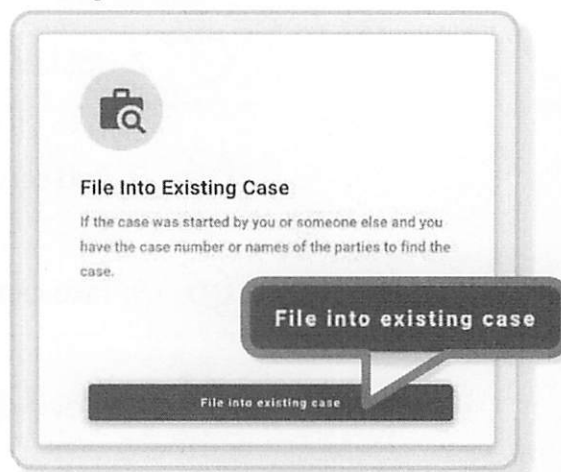 File Into Existing Case
If the case was started by you or someone else and you
have the case number or names of the parties to find the
case.
File into existing case
File into existing case